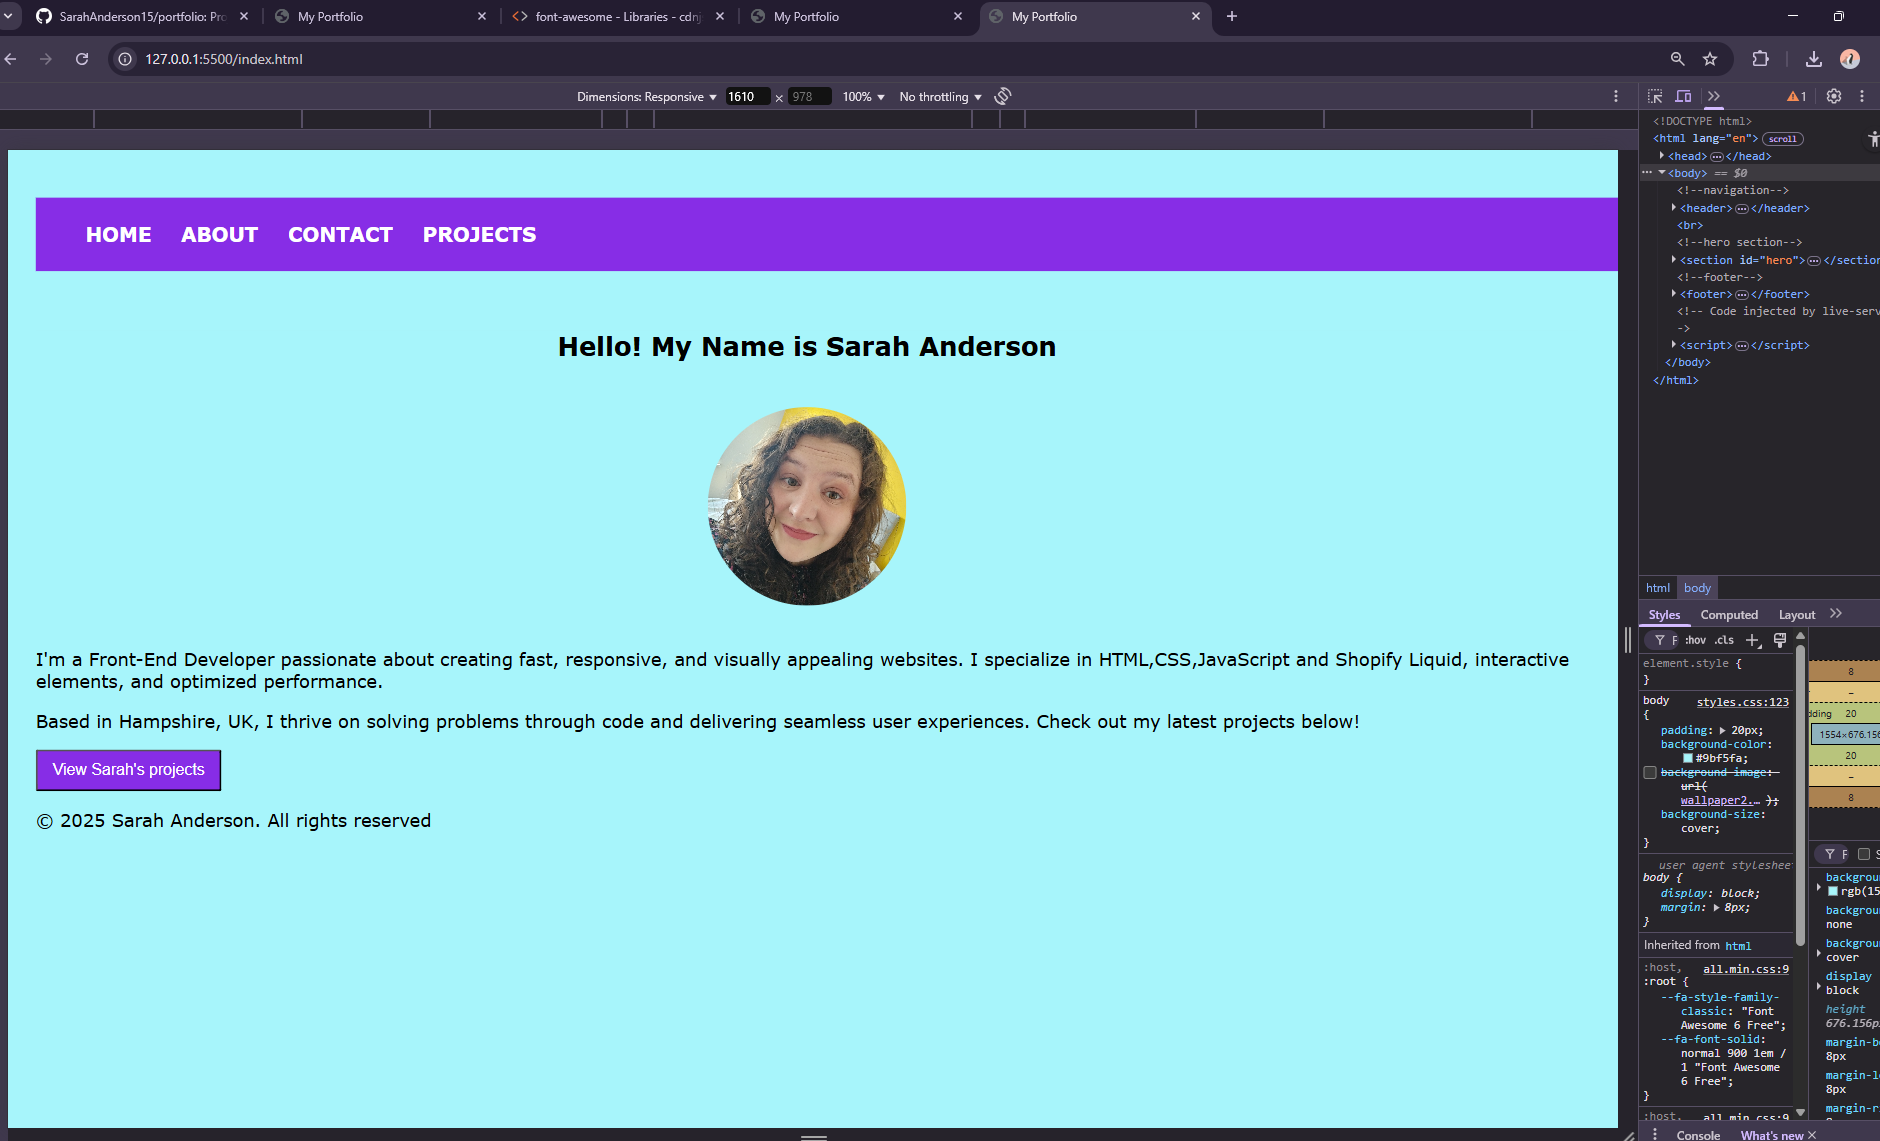 SarahAnderson15/portfolio: Pro
My Portfolio
font-awesome - Libraries - cdnj
My Portfolio
My Portfolio
127.0.0.1:5500/index.html
Dimensions: Responsive
1610
×
978
100%
No throttling
1
HOME
ABOUT
CONTACT
PROJECTS
Hello! My Name is Sarah Anderson
I'm a Front-End Developer passionate about creating fast, responsive, and visually appealing websites. I specialize in HTML,CSS,JavaScript and Shopify Liquid, interactive
elements, and optimized performance.
Based in Hampshire, UK, I thrive on solving problems through code and delivering seamless user experiences. Check out my latest projects below!
View Sarah's projects
© 2025 Sarah Anderson. All rights reserved
<!DOCTYPE html>
<html lang="en"> scroll
<head> … </head>
… <body> == $0
<!--navigation-->
<header> … </header>
<br>
<!--hero section-->
<section id="hero"> … </section
<!--footer-->
<footer> … </footer>
<!-- Code injected by live-serv
->
<script> … </script>
</body>
</html>
html
body
Styles
Computed
Layout
F
:hov
.cls
element.style {
}
body
styles.css:123
{
padding: 20px;
background-color:
#9bf5fa;
background-image:
url(
wallpaper2.… );
background-size:
cover;
}
user agent styleshee
body {
display: block;
margin: 8px;
}
Inherited from html
:host,
all.min.css:9
:root {
--fa-style-family-
classic: "Font
Awesome 6 Free";
--fa-font-solid:
normal 900 1em /
1 "Font Awesome
6 Free";
}
:host,
all.min.css:9
8
–
dding
20
1554×676.156
20
–
8
F
S
backgrou
rgb(15
backgrou
none
backgrou
cover
display
block
height
676.156p
margin-b
8px
margin-l
8px
margin-r
Console
What's new